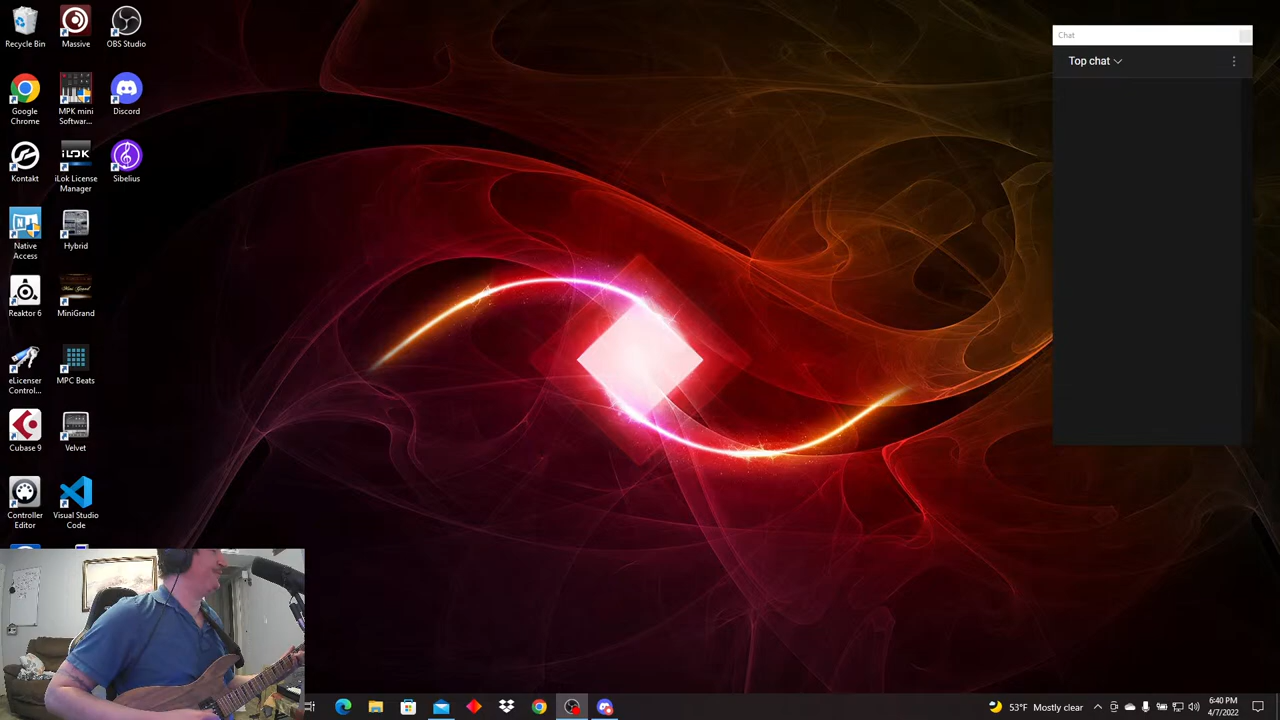 Recycle Bin
Massive
OBS Studio
Google
Chrome
MPK mini
Softwar...
Discord
Kontakt
iLOK
iLok License
Manager
Sibelius
Native
Access
Hybrid
Reaktor 6
MiniGrand
eLicenser
Control...
MPC Beats
Cubase 9
Velvet
Controller
Editor
Visual Studio
Code
Chat
Top chat
53°F Mostly clear
6:40 PM
4/7/2022